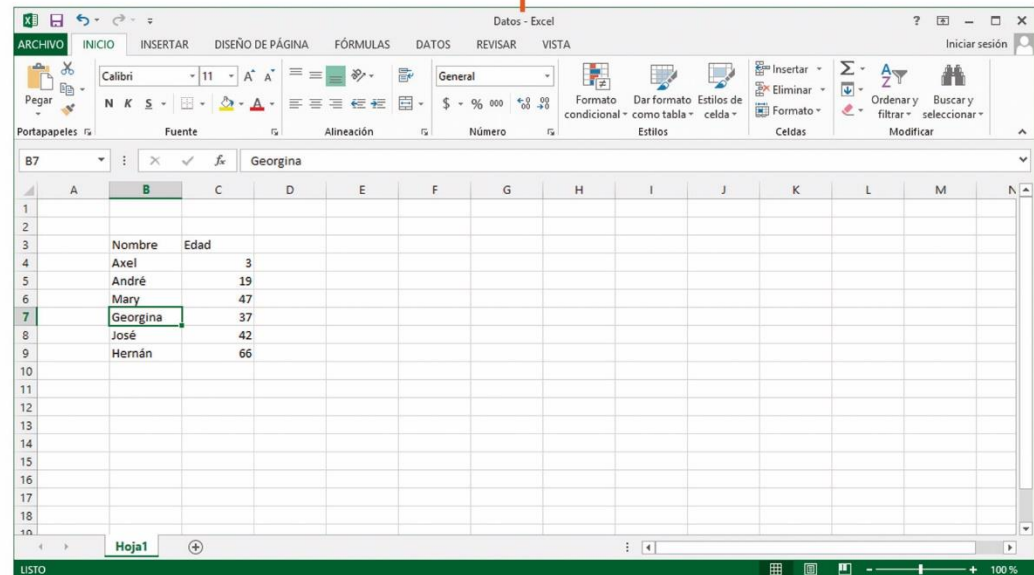 Datos - Excel
?
ARCHIVO INICIO INSERTAR DISEÑO DE PÁGINA FÓRMULAS DATOS REVISAR VISTA Iniciar sesión
Pegar
Portapapeles
Calibri 11 A A
N K S A
Fuente
Alineación
General
$ % 000
Número
Formato condicional
Dar formato como tabla
Estilos de celda
Estilos
Insertar
Eliminar
Formato
Celdas
Σ
Ordenar y filtrar
Buscar y seleccionar
Modificar
B7 fx Georgina
A B C D E F G H I J K L M N
1
2
3 Nombre Edad
4 Axel 3
5 André 19
6 Mary 47
7 Georgina 37
8 José 42
9 Hernán 66
10
11
12
13
14
15
16
17
18
19
Hoja1
LISTO 100 %